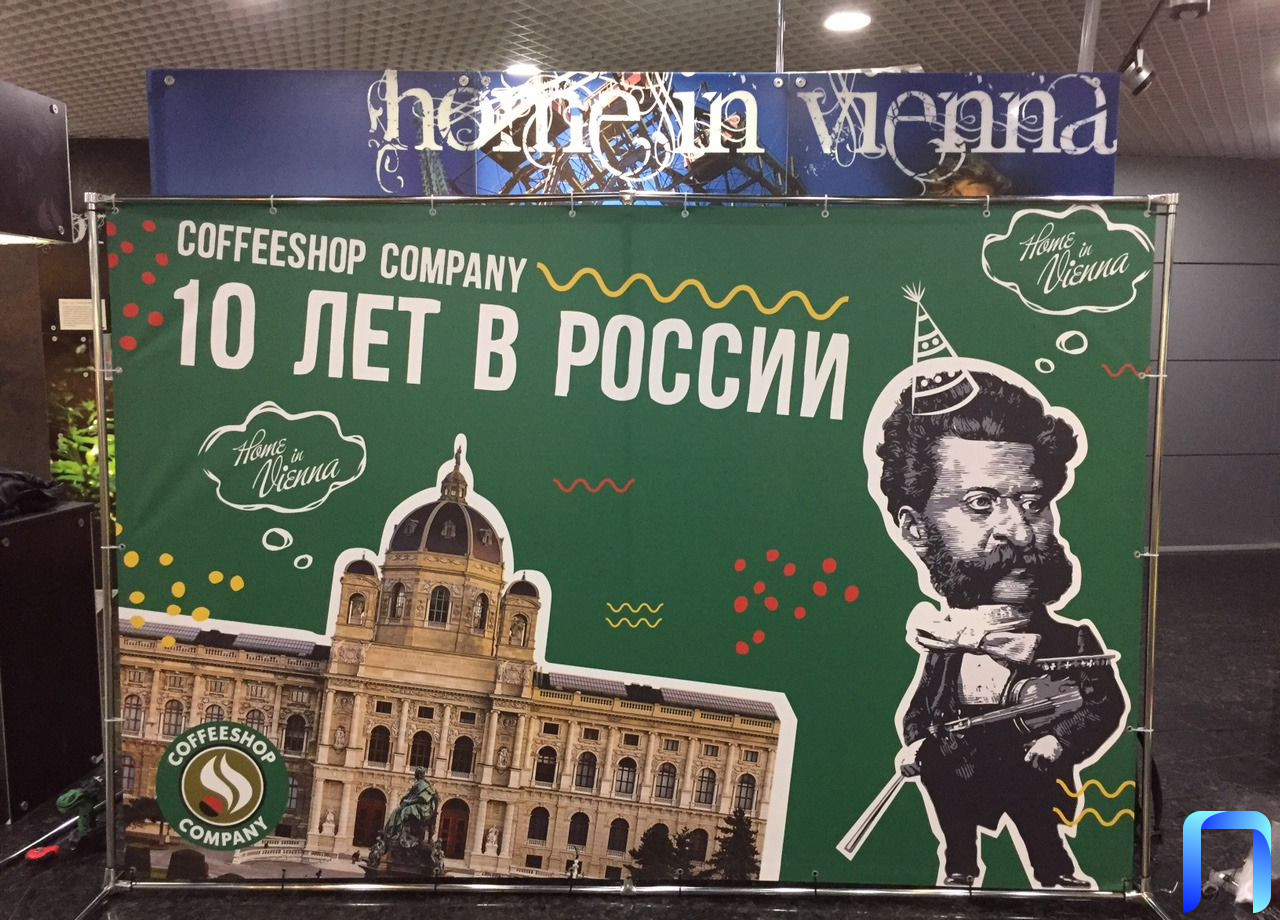 home in vienna
COFFEESHOP COMPANY
10 ЛЕТ В РОССИИ
Home in
Vienna
Home in
Vienna
COFFEESHOP
COMPANY